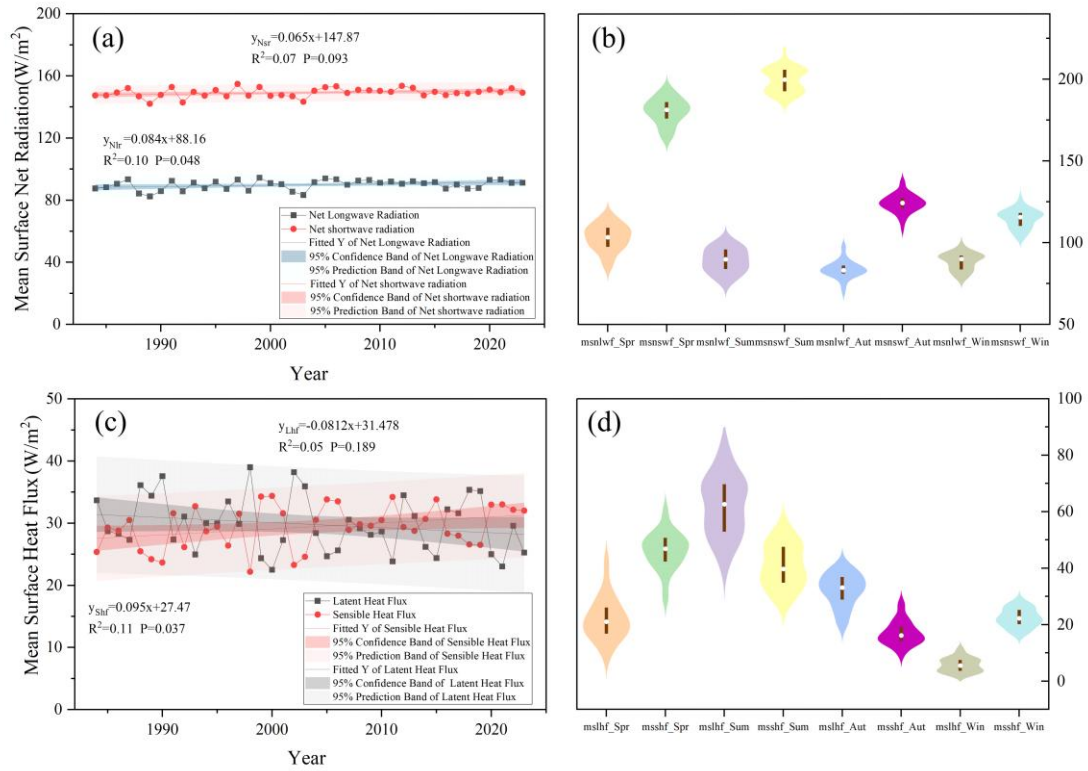 (a)
y_Nsr=0.065x+147.87
R²=0.07 P=0.093
y_Nlr=0.084x+88.16
R²=0.10 P=0.048
Net Longwave Radiation
Net shortwave radiation
Fitted Y of Net Longwave Radiation
95% Confidence Band of Net Longwave Radiation
95% Prediction Band of Net Longwave Radiation
Fitted Y of Net shortwave radiation
95% Confidence Band of Net shortwave radiation
95% Prediction Band of Net shortwave radiation
Mean Surface Net Radiation(W/m²)
200
160
120
80
40
0
1990 2000 2010 2020
Year
(b)
200
150
100
50
msnlwf_Spr msnswf_Spr msnlwf_Sum msnswf_Sum msnlwf_Aut msnswf_Aut msnlwf_Win msnswf_Win
(c)
y_Lhf=-0.0812x+31.478
R²=0.05 P=0.189
y_Shf=0.095x+27.47
R²=0.11 P=0.037
Latent Heat Flux
Sensible Heat Flux
Fitted Y of Sensible Heat Flux
95% Confidence Band of Sensible Heat Flux
95% Prediction Band of Sensible Heat Flux
Fitted Y of Latent Heat Flux
95% Confidence Band of Latent Heat Flux
95% Prediction Band of Latent Heat Flux
Mean Surface Heat Flux (W/m²)
50
40
30
20
10
0
1990 2000 2010 2020
Year
(d)
100
80
60
40
20
0
mslhf_Spr msshf_Spr mslhf_Sum msshf_Sum mslhf_Aut msshf_Aut mslhf_Win msshf_Win